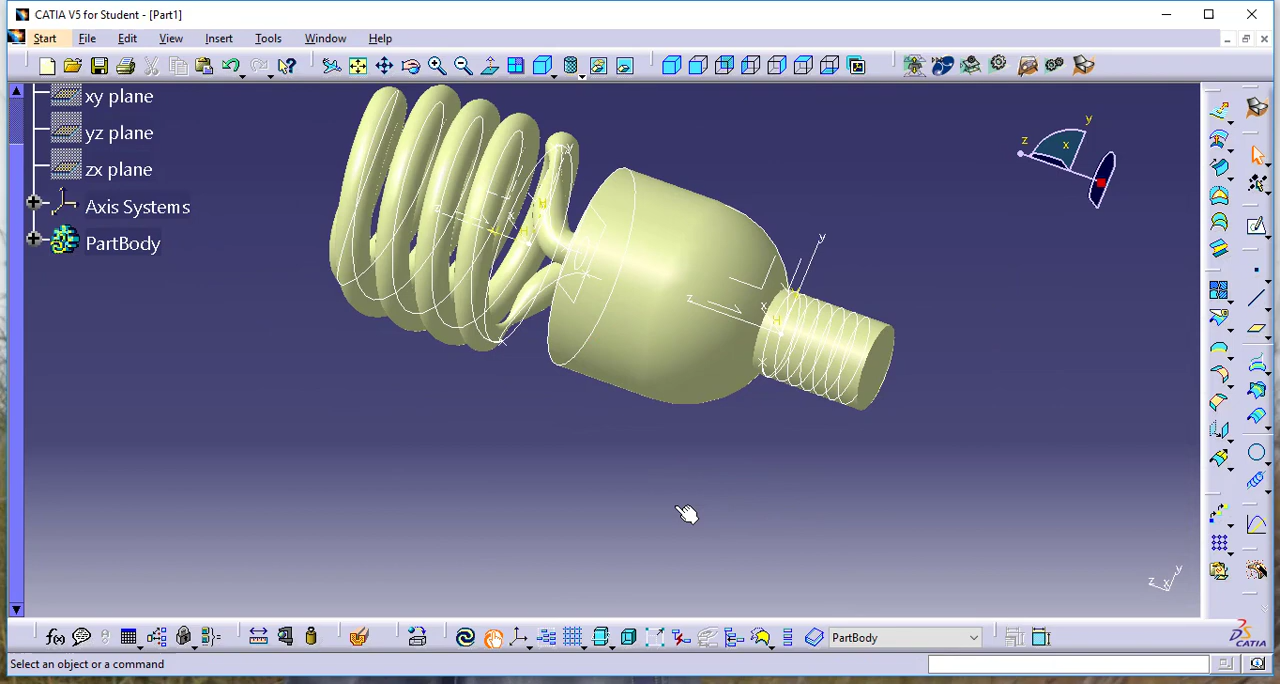 CATIA V5 for Student - [Part1]
Start File Edit View Insert Tools Window Help
xy plane
yz plane
zx plane
Axis Systems
PartBody
y
z
x
y
z
x
H
H
y
z
x
H
z x y
f(x)
PartBody
CATIA
Select an object or a command